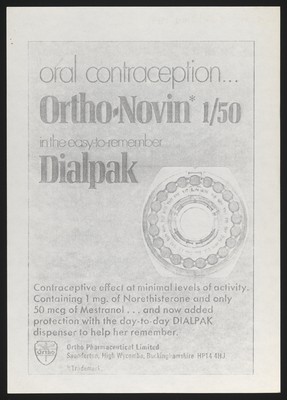 oral contraception...
Ortho-Novin* 1/50
in the easy-to-remember
Dialpak
Contraceptive effect at minimal levels of activity.
Containing 1 mg. of Norethisterone and only
50 mcg of Mestranol . . . and now added
protection with the day-to-day DIALPAK
dispenser to help her remember.
Ortho Pharmaceutical Limited
Saunderton, High Wycombe, Buckinghamshire HP14 4HJ
Ortho
*Trademark